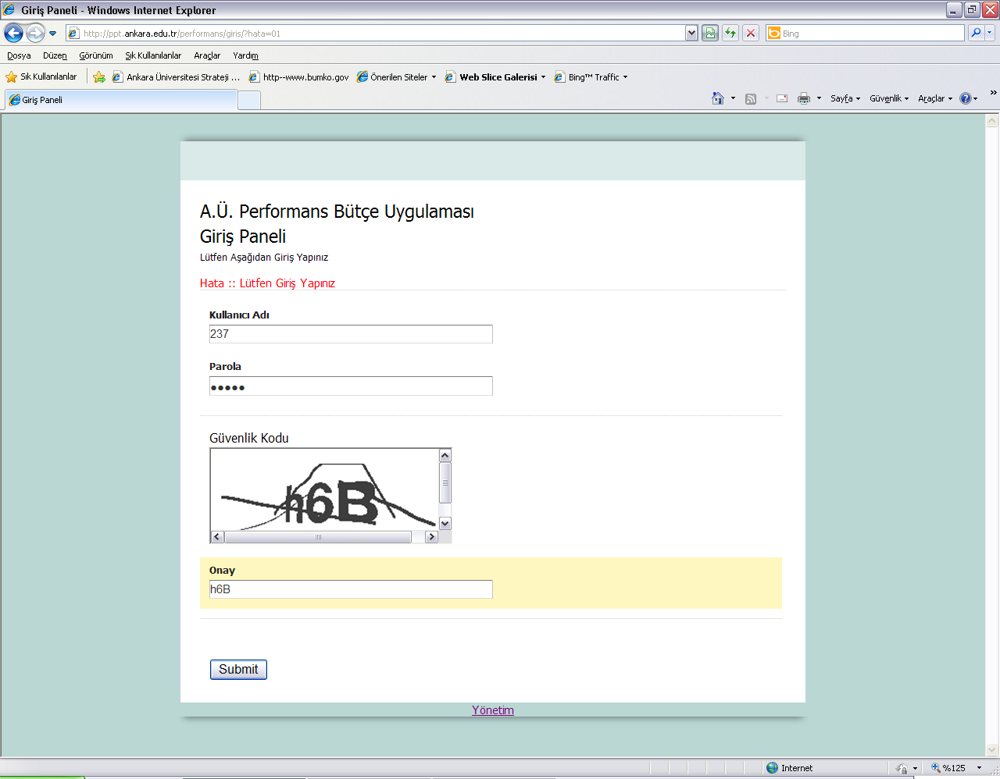 Giriş Paneli - Windows Internet Explorer
http://ppt.ankara.edu.tr/performans/giris/?hata=01
Bing
Dosya Düzen Görünüm Sık Kullanılanlar Araçlar Yardım
Sık Kullanılanlar Ankara Üniversitesi Strateji ... http--www.bumko.gov Önerilen Siteler Web Slice Galerisi Bing™ Traffic
Giriş Paneli
Sayfa Güvenlik Araçlar
A.Ü. Performans Bütçe Uygulaması
Giriş Paneli
Lütfen Aşağıdan Giriş Yapınız
Hata :: Lütfen Giriş Yapınız
Kullanıcı Adı
237
Parola
●●●●●
Güvenlik Kodu
h6B
Onay
h6B
Submit
Yönetim
Internet
%125